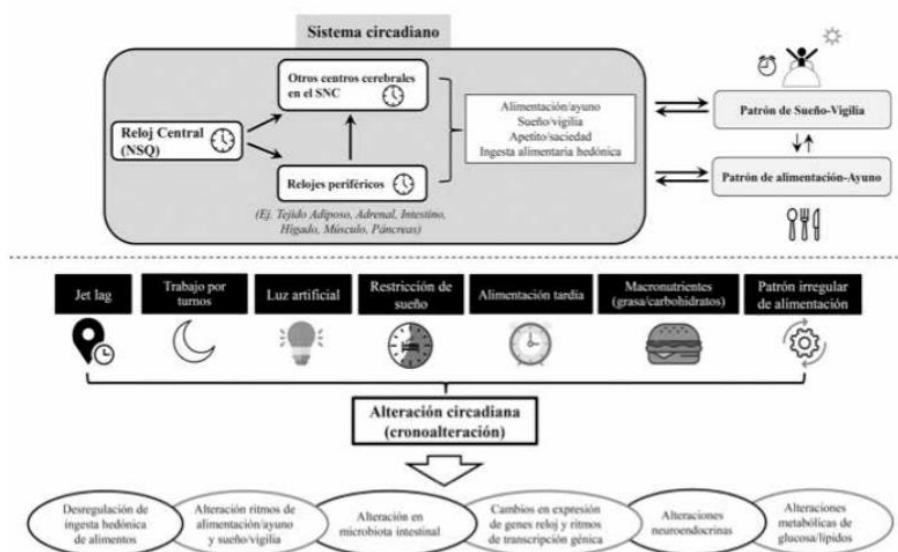 Sistema circadiano
Otros centros cerebrales
en el SNC
Reloj Central
(NSQ)
Relojes periféricos
(Ej. Tejido Adiposo, Adrenal, Intestino,
Hígado, Músculo, Páncreas)
Alimentación/ayuno
Sueño/vigilia
Apetito/saciedad
Ingesta alimentaria hedónica
Patrón de Sueño-Vigilia
Patrón de alimentación-Ayuno
Jet lag
Trabajo por
turnos
Luz artificial
Restricción de
sueño
Alimentación tardía
Macronutrientes
(grasa/carbohidratos)
Patrón irregular
de alimentación
Alteración circadiana
(cronoalteración)
Desregulación de
ingesta hedónica
de alimentos
Alteración ritmos de
alimentación/ayuno
y sueño/vigilia
Alteración en
microbiota intestinal
Cambios en expresión
de genes reloj y ritmos
de transcripción génica
Alteraciones
neuroendocrinas
Alteraciones
metabólicas de
glucosa/lípidos